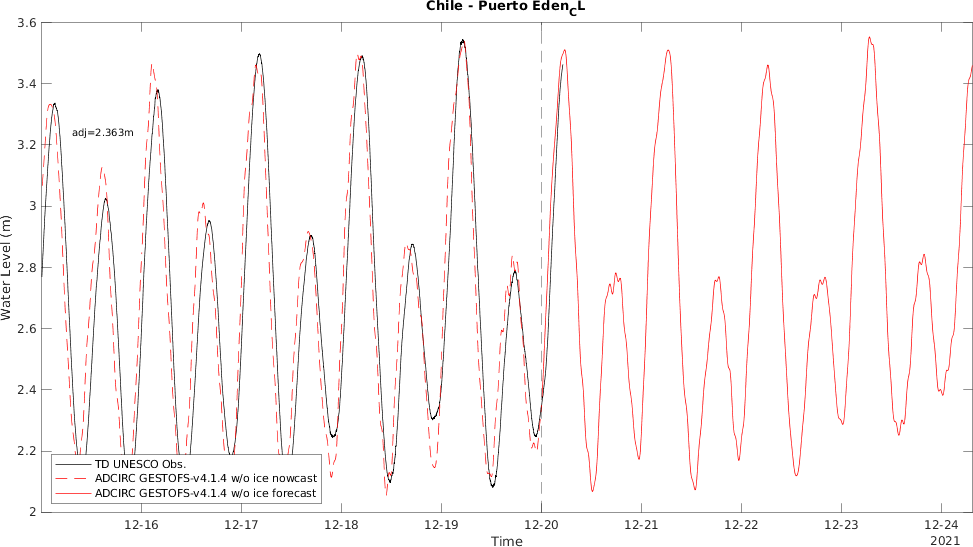 Chile - Puerto Eden_CL
3.6
3.4
3.2
3
2.8
2.6
2.4
2.2
2
Water Level (m)
adj=2.363m
TD UNESCO Obs.
ADCIRC GESTOFS-v4.1.4 w/o ice nowcast
ADCIRC GESTOFS-v4.1.4 w/o ice forecast
12-16 12-17 12-18 12-19 12-20 12-21 12-22 12-23 12-24
Time 2021